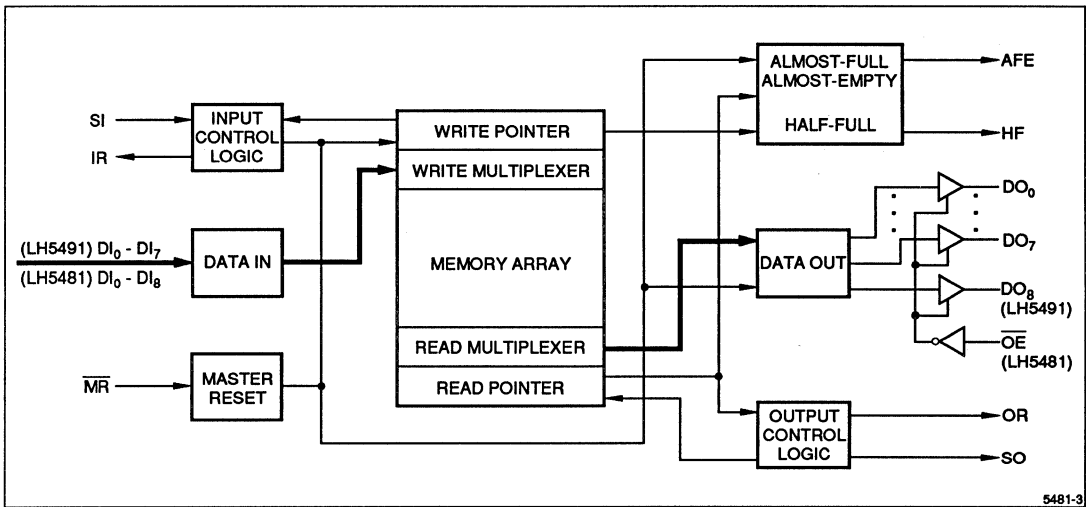 SI
IR
INPUT
CONTROL
LOGIC
(LH5491) DI0 - DI7
(LH5481) DI0 - DI8
DATA IN
MR
MASTER
RESET
WRITE POINTER
WRITE MULTIPLEXER
MEMORY ARRAY
READ MULTIPLEXER
READ POINTER
ALMOST-FULL
ALMOST-EMPTY
HALF-FULL
AFE
HF
DATA OUT
DO0
DO7
DO8
(LH5491)
OE
(LH5481)
OUTPUT
CONTROL
LOGIC
OR
SO
5481-3